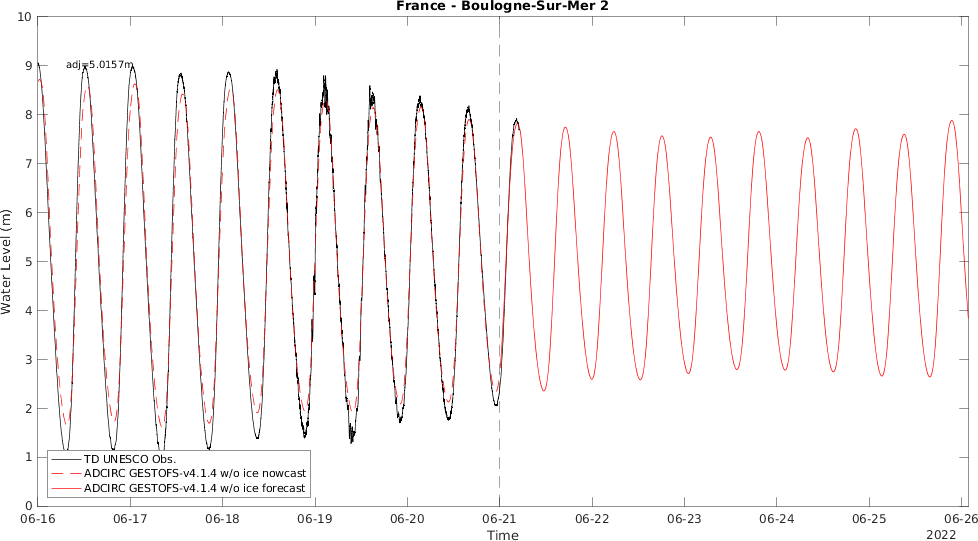 France - Boulogne-Sur-Mer 2
10
9
8
7
6
5
4
3
2
1
0
Water Level (m)
adj=5.0157m
TD UNESCO Obs.
ADCIRC GESTOFS-v4.1.4 w/o ice nowcast
ADCIRC GESTOFS-v4.1.4 w/o ice forecast
06-16 06-17 06-18 06-19 06-20 06-21 06-22 06-23 06-24 06-25 06-26
Time
2022